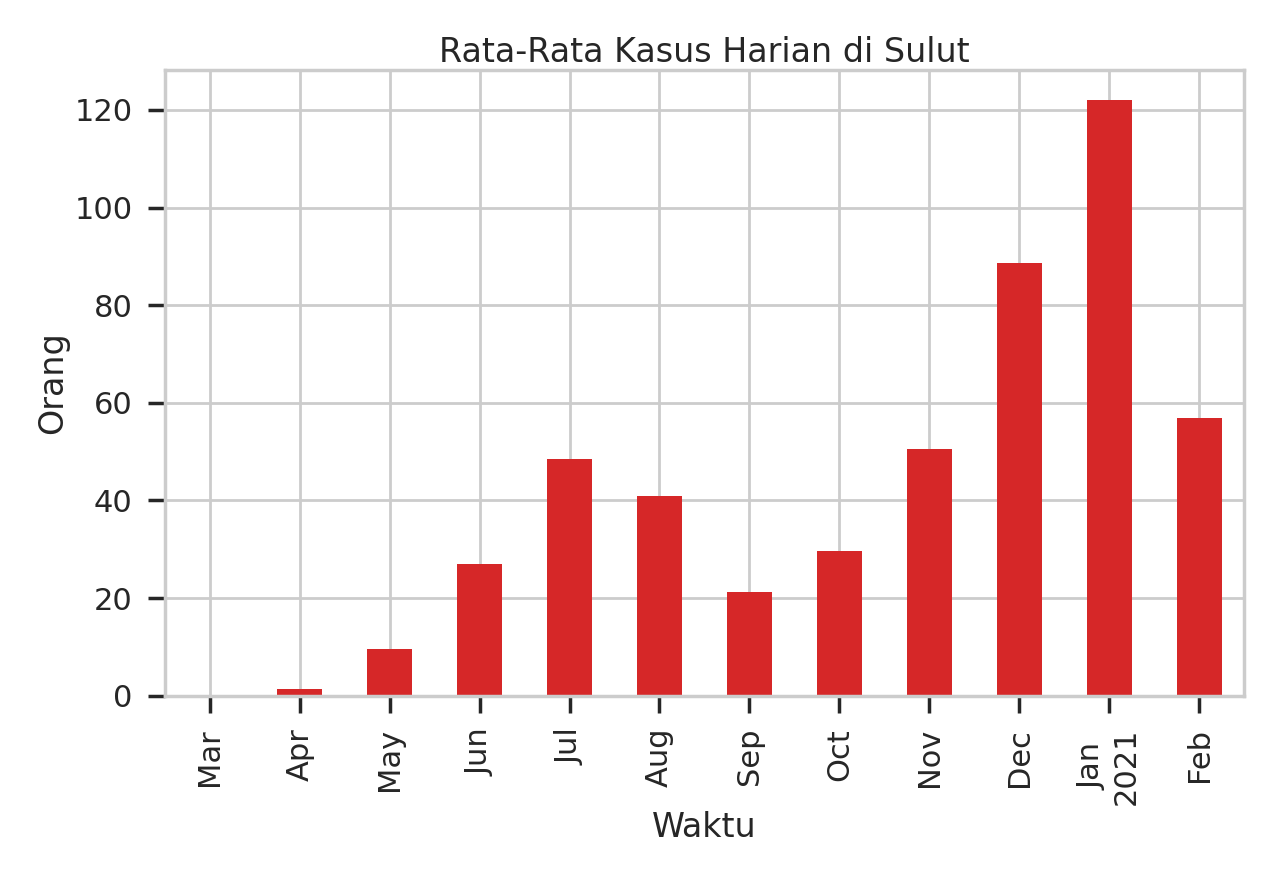 Rata-Rata Kasus Harian di Sulut
120
100
80
60
40
20
0
Orang
Mar
Apr
May
Jun
Jul
Aug
Sep
Oct
Nov
Dec
Jan
2021
Feb
Waktu